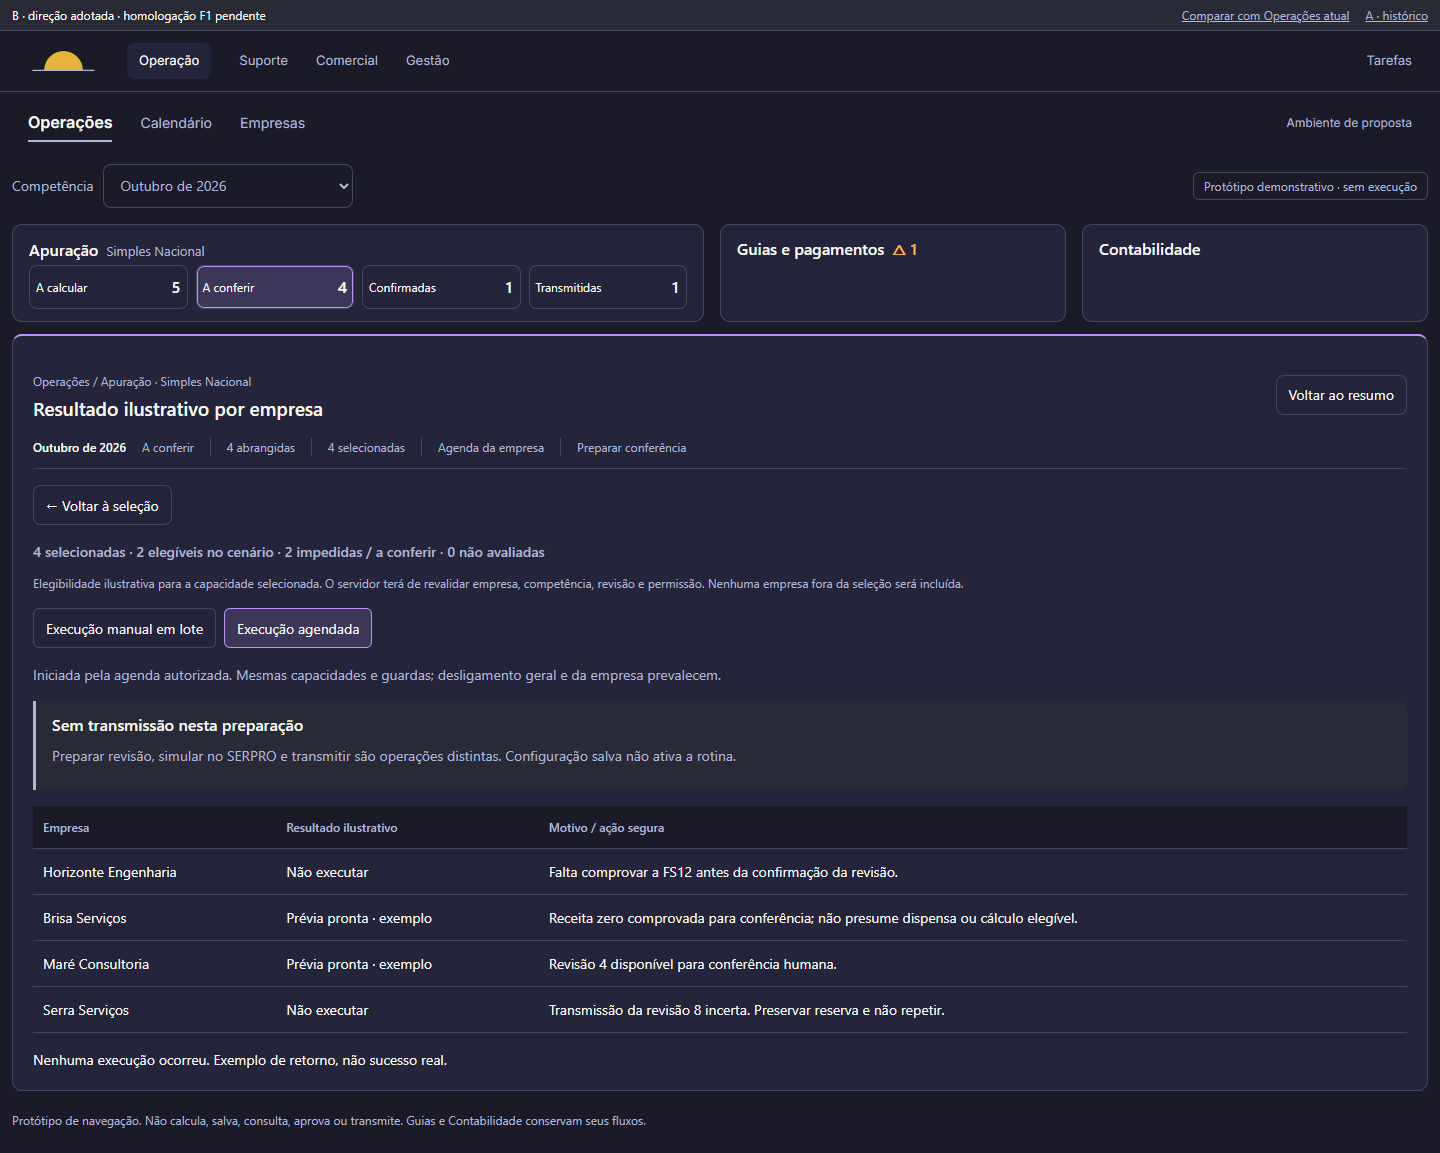 B · direção adotada · homologação F1 pendente
Comparar com Operações atual
A · histórico
Operação
Suporte
Comercial
Gestão
Tarefas
Operações
Calendário
Empresas
Ambiente de proposta
Competência
Outubro de 2026
Protótipo demonstrativo · sem execução
Apuração Simples Nacional
A calcular 5
A conferir 4
Confirmadas 1
Transmitidas 1
Guias e pagamentos △ 1
Contabilidade
Operações / Apuração · Simples Nacional
Resultado ilustrativo por empresa
Voltar ao resumo
Outubro de 2026
A conferir
4 abrangidas
4 selecionadas
Agenda da empresa
Preparar conferência
← Voltar à seleção
4 selecionadas · 2 elegíveis no cenário · 2 impedidas / a conferir · 0 não avaliadas
Elegibilidade ilustrativa para a capacidade selecionada. O servidor terá de revalidar empresa, competência, revisão e permissão. Nenhuma empresa fora da seleção será incluída.
Execução manual em lote
Execução agendada
Iniciada pela agenda autorizada. Mesmas capacidades e guardas; desligamento geral e da empresa prevalecem.
Sem transmissão nesta preparação
Preparar revisão, simular no SERPRO e transmitir são operações distintas. Configuração salva não ativa a rotina.
Empresa Resultado ilustrativo Motivo / ação segura
Horizonte Engenharia Não executar Falta comprovar a FS12 antes da confirmação da revisão.
Brisa Serviços Prévia pronta · exemplo Receita zero comprovada para conferência; não presume dispensa ou cálculo elegível.
Maré Consultoria Prévia pronta · exemplo Revisão 4 disponível para conferência humana.
Serra Serviços Não executar Transmissão da revisão 8 incerta. Preservar reserva e não repetir.
Nenhuma execução ocorreu. Exemplo de retorno, não sucesso real.
Protótipo de navegação. Não calcula, salva, consulta, aprova ou transmite. Guias e Contabilidade conservam seus fluxos.